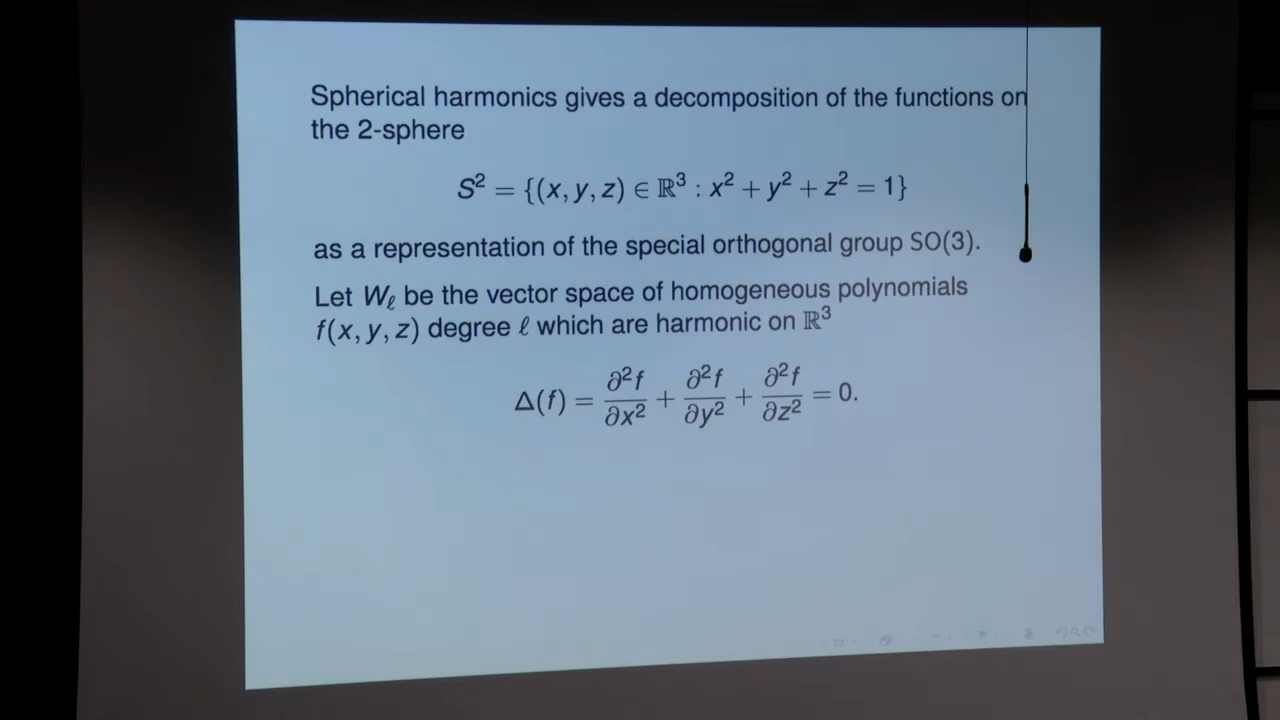 Spherical harmonics gives a decomposition of the functions on
the 2-sphere
S² = {(x, y, z) ∈ ℝ³ : x² + y² + z² = 1}
as a representation of the special orthogonal group SO(3).
Let W_ℓ be the vector space of homogeneous polynomials
f(x, y, z) degree ℓ which are harmonic on ℝ³
Δ(f) = ∂²f/∂x² + ∂²f/∂y² + ∂²f/∂z² = 0.